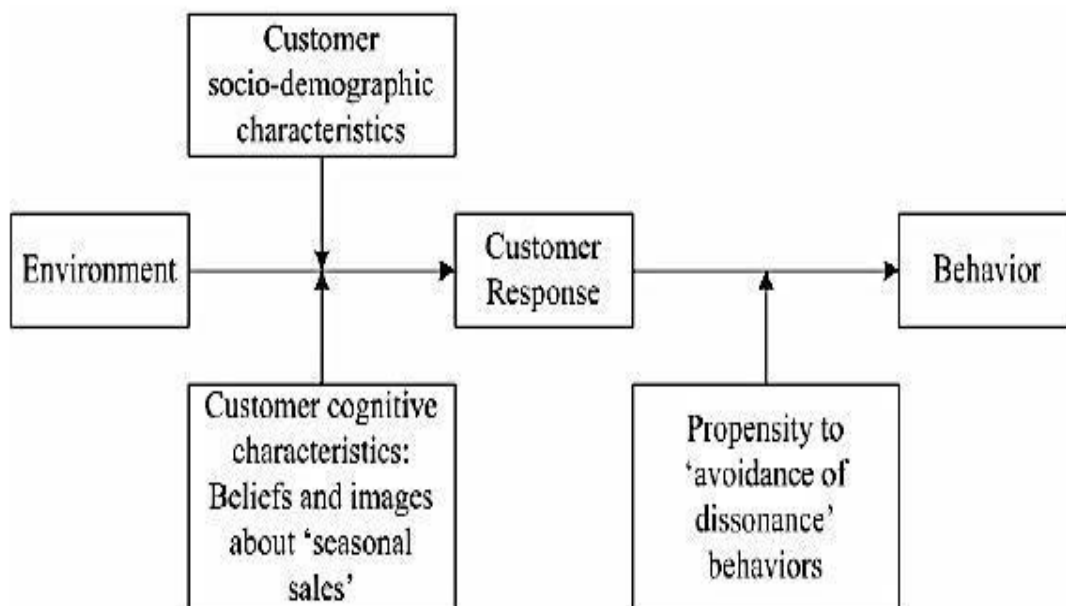 Customer
socio-demographic
characteristics
Environment
Customer
Response
Behavior
Customer cognitive
characteristics:
Beliefs and images
about ‘seasonal
sales’
Propensity to
‘avoidance of
dissonance’
behaviors